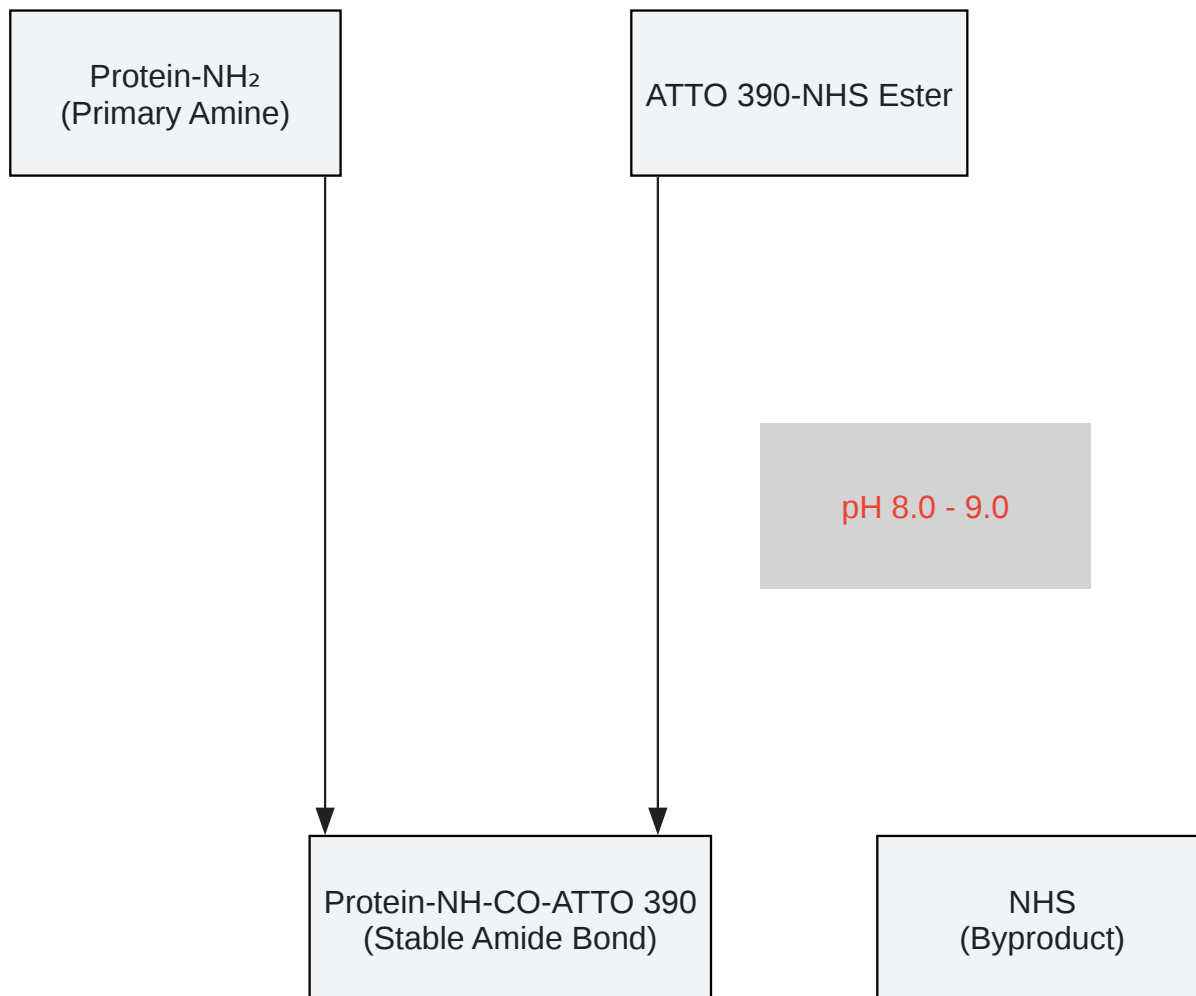 Protein-NH₂
(Primary Amine)
ATTO 390-NHS Ester
pH 8.0 - 9.0
Protein-NH-CO-ATTO 390
(Stable Amide Bond)
NHS
(Byproduct)